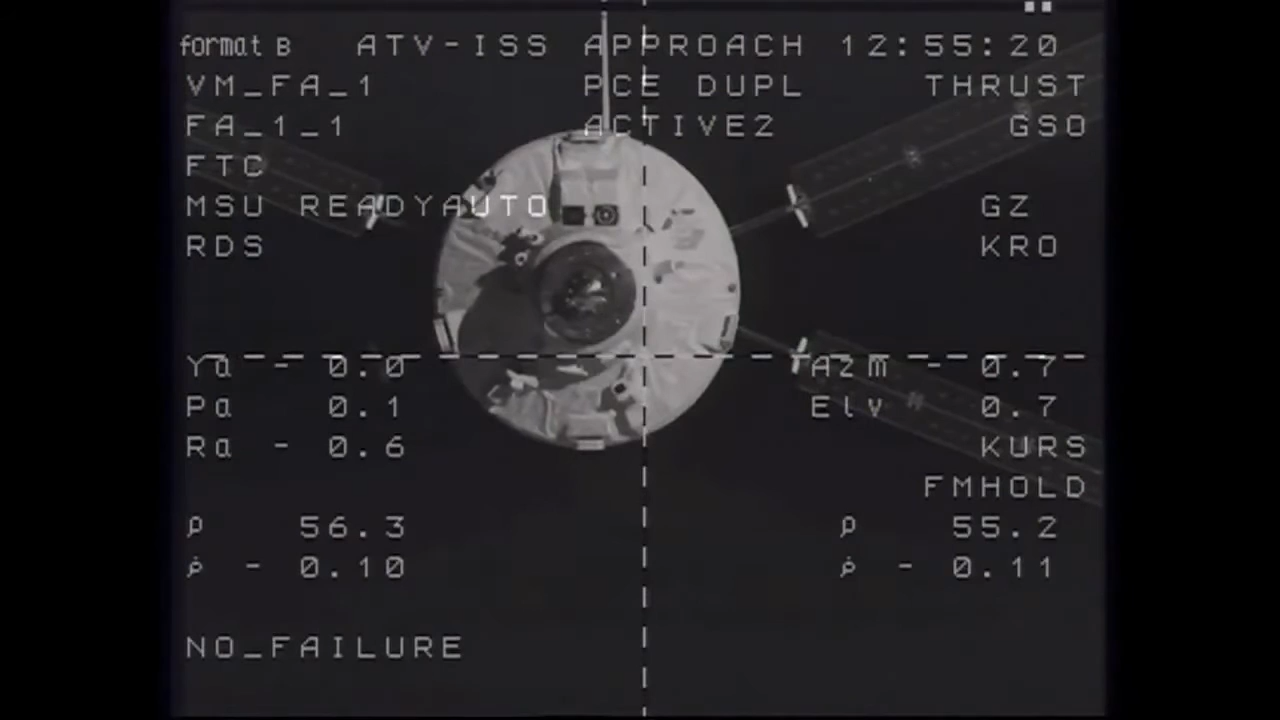 format B ATV-ISS APPROACH 12:55:20
VM_FA_1 PCE DUPL THRUST
FA_1_1 ACTIVE2 GSO
FTC
MSU READYAUTO GZ
RDS KRO
Ya - 0.0 Azm - 0.7
Pa 0.1 Elv 0.7
Ra - 0.6 KURS
FMHOLD
ρ 56.3 ρ 55.2
ρ̇ - 0.10 ρ̇ - 0.11
NO_FAILURE